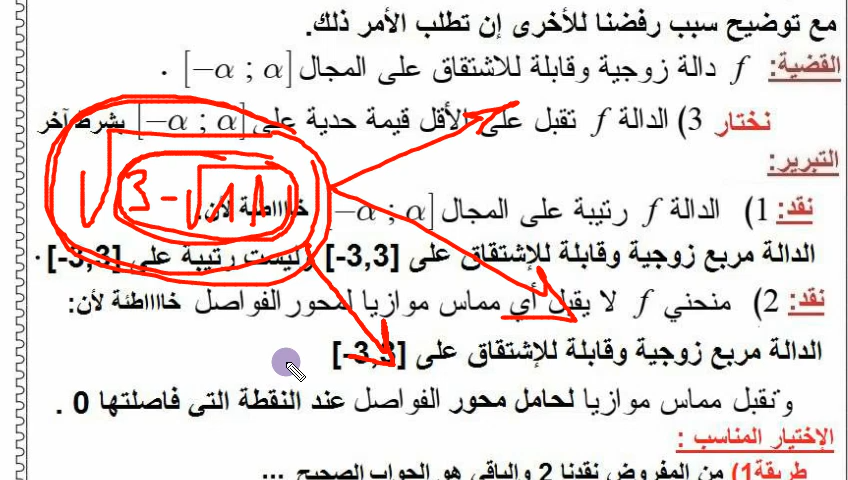 مع توضيح سبب رفضنا للأخرى إن تطلب الأمر ذلك.
القضية: f دالة زوجية وقابلة للاشتقاق على المجال [-α ; α] .
نختار 3) الدالة f تقبل على الأقل قيمة حدية على [-α ; α] بشرط آخر
التبرير:
نقد: 1) الدالة f رتيبة على المجال [-α ; α] خاااطئة لأن:
الدالة مربع زوجية وقابلة للإشتقاق على [-3,3] وليست رتيبة على [-3,3].
نقد: 2) منحني f لا يقبل أي مماس موازيا لمحور الفواصل خاااطئة لأن:
الدالة مربع زوجية وقابلة للإشتقاق على [-3,3]
وتقبل مماس موازيا لحامل محور الفواصل عند النقطة التي فاصلتها 0 .
الإختيار المناسب :
طريقة1) من المفروض نقدنا 2 والباقي هو الجواب الصحيح ...